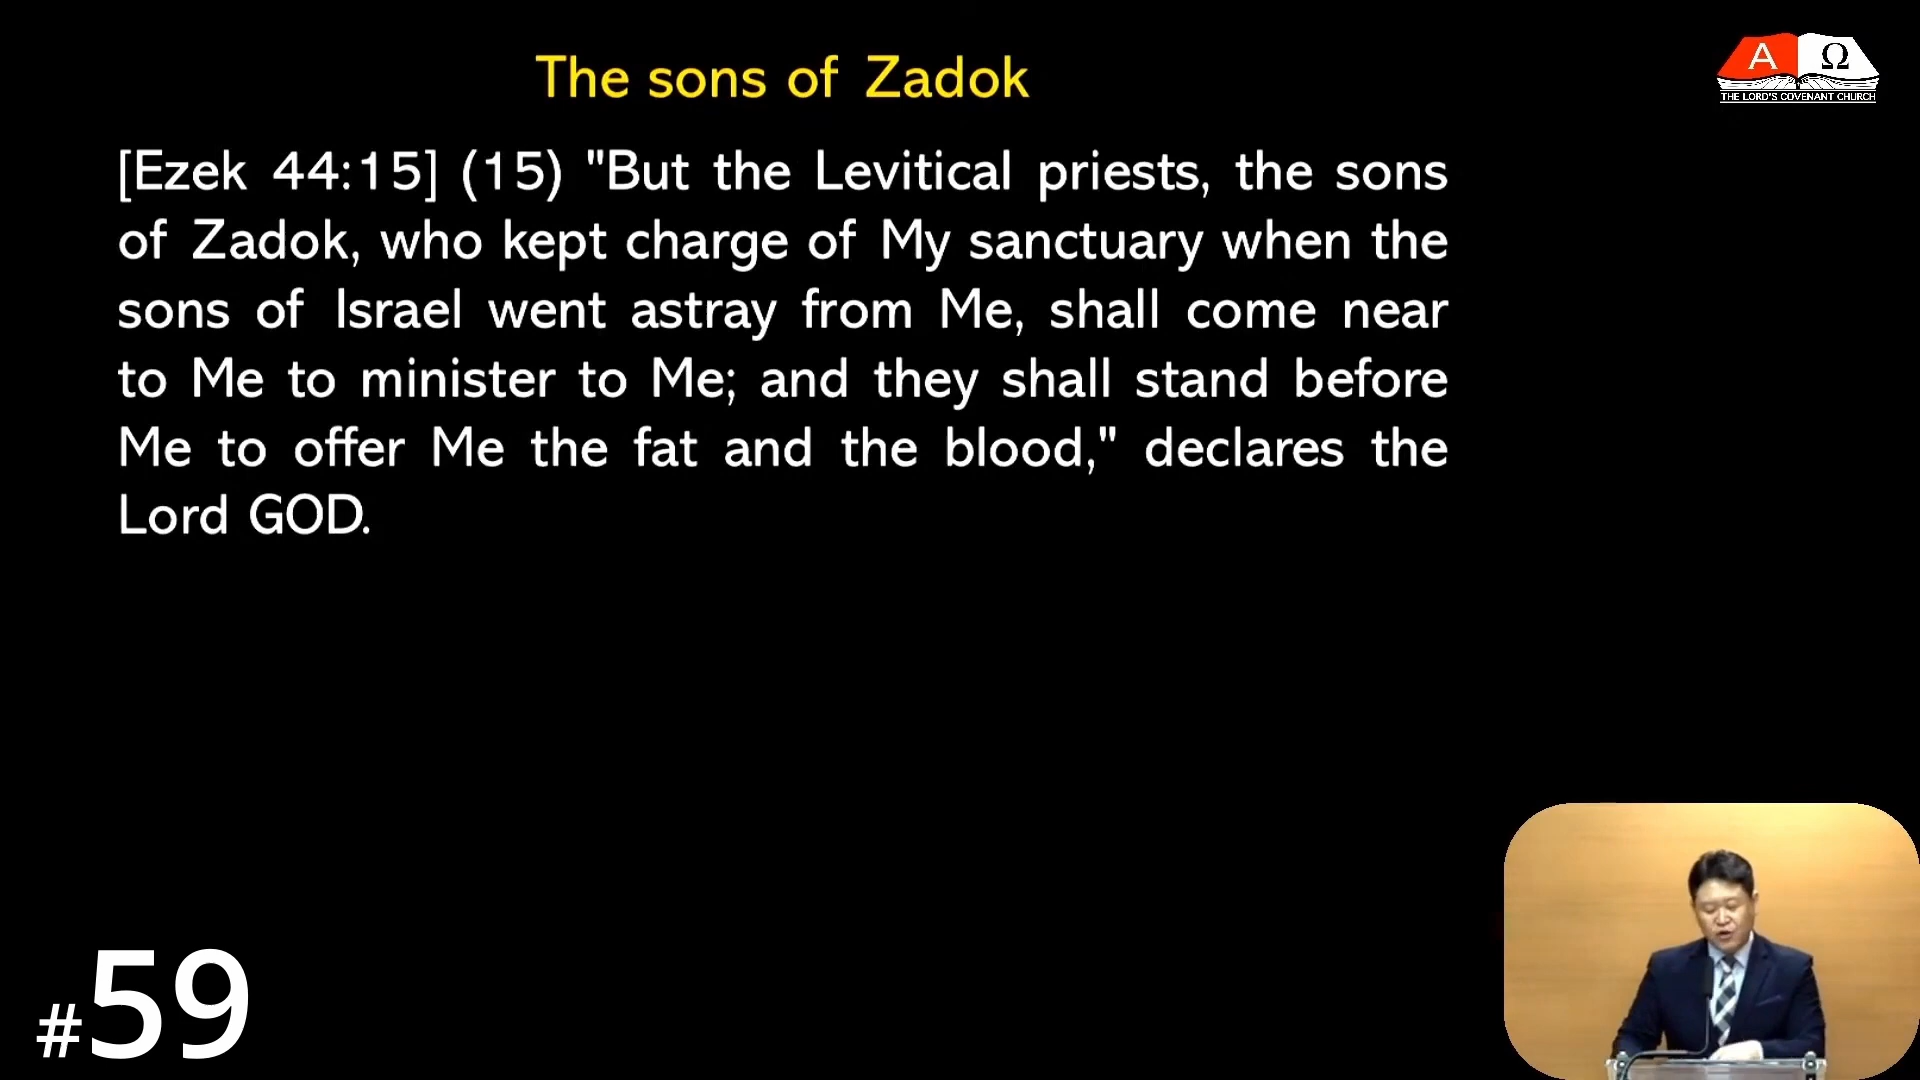 The sons of Zadok
A Ω
THE LORD'S COVENANT CHURCH
[Ezek 44:15] (15) "But the Levitical priests, the sons
of Zadok, who kept charge of My sanctuary when the
sons of Israel went astray from Me, shall come near
to Me to minister to Me; and they shall stand before
Me to offer Me the fat and the blood," declares the
Lord GOD.
#59